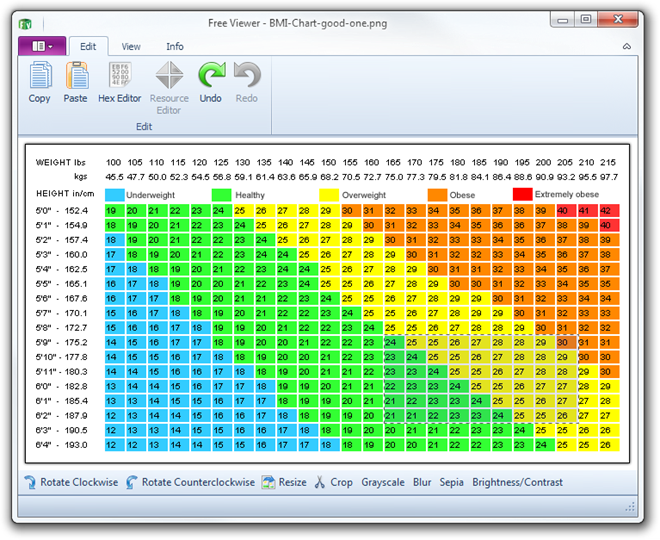 Free Viewer - BMI-Chart-good-one.png
Edit View Info
Copy Paste Hex Editor Resource Editor Undo Redo
Edit
WEIGHT lbs 100 105 110 115 120 125 130 135 140 145 150 155 160 165 170 175 180 185 190 195 200 205 210 215
kgs 45.5 47.7 50.0 52.3 54.5 56.8 59.1 61.4 63.6 65.9 68.2 70.5 72.7 75.0 77.3 79.5 81.8 84.1 86.4 88.6 90.9 93.2 95.5 97.7
HEIGHT in/cm Underweight Healthy Overweight Obese Extremely obese
5'0" - 152.4 19 20 21 22 23 24 25 26 27 28 29 30 31 32 33 34 35 36 37 38 39 40 41 42
5'1" - 154.9 18 19 20 21 22 23 24 25 26 27 28 29 30 31 32 33 34 35 36 36 37 38 39 40
5'2" - 157.4 18 19 20 21 22 22 23 24 25 26 27 28 29 30 31 32 33 33 34 35 36 37 38 39
5'3" - 160.0 17 18 19 20 21 22 23 24 24 25 26 27 28 29 30 31 32 32 33 34 35 36 37 38
5'4" - 162.5 17 18 18 19 20 21 22 23 24 24 25 26 27 28 29 30 31 31 32 33 34 35 36 37
5'5" - 165.1 16 17 18 19 20 20 21 22 23 24 25 25 26 27 28 29 30 30 31 32 33 34 35 35
5'6" - 167.6 16 17 17 18 19 20 21 21 22 23 24 25 25 26 27 28 29 29 30 31 32 33 34 34
5'7" - 170.1 15 16 17 18 18 19 20 21 22 22 23 24 25 25 26 27 28 29 29 30 31 32 33 33
5'8" - 172.7 15 16 16 17 18 19 19 20 21 22 22 23 24 25 25 26 27 28 28 29 30 31 32 32
5'9" - 175.2 14 15 16 17 17 18 19 20 20 21 22 22 23 24 25 25 26 27 28 28 29 30 31 31
5'10" - 177.8 14 15 15 16 17 18 18 19 20 20 21 22 23 23 24 25 25 26 27 28 28 29 30 30
5'11" - 180.3 14 14 15 16 16 17 18 18 19 20 21 21 22 23 23 24 25 25 26 27 28 28 29 30
6'0" - 182.8 13 14 14 15 16 17 17 18 19 19 20 21 21 22 23 23 24 25 25 26 27 27 28 29
6'1" - 185.4 13 13 14 15 15 16 17 17 18 19 19 20 21 21 22 23 23 24 25 25 26 27 27 28
6'2" - 187.9 12 13 14 14 15 16 16 17 18 18 19 19 20 21 21 22 23 23 24 25 25 26 27 27
6'3" - 190.5 12 13 13 14 15 15 16 16 17 18 18 19 20 20 21 21 22 23 23 24 25 25 26 26
6'4" - 193.0 12 12 13 14 14 15 15 16 17 17 18 18 19 20 20 21 22 22 23 23 24 25 25 26
Rotate Clockwise Rotate Counterclockwise Resize Crop Grayscale Blur Sepia Brightness/Contrast